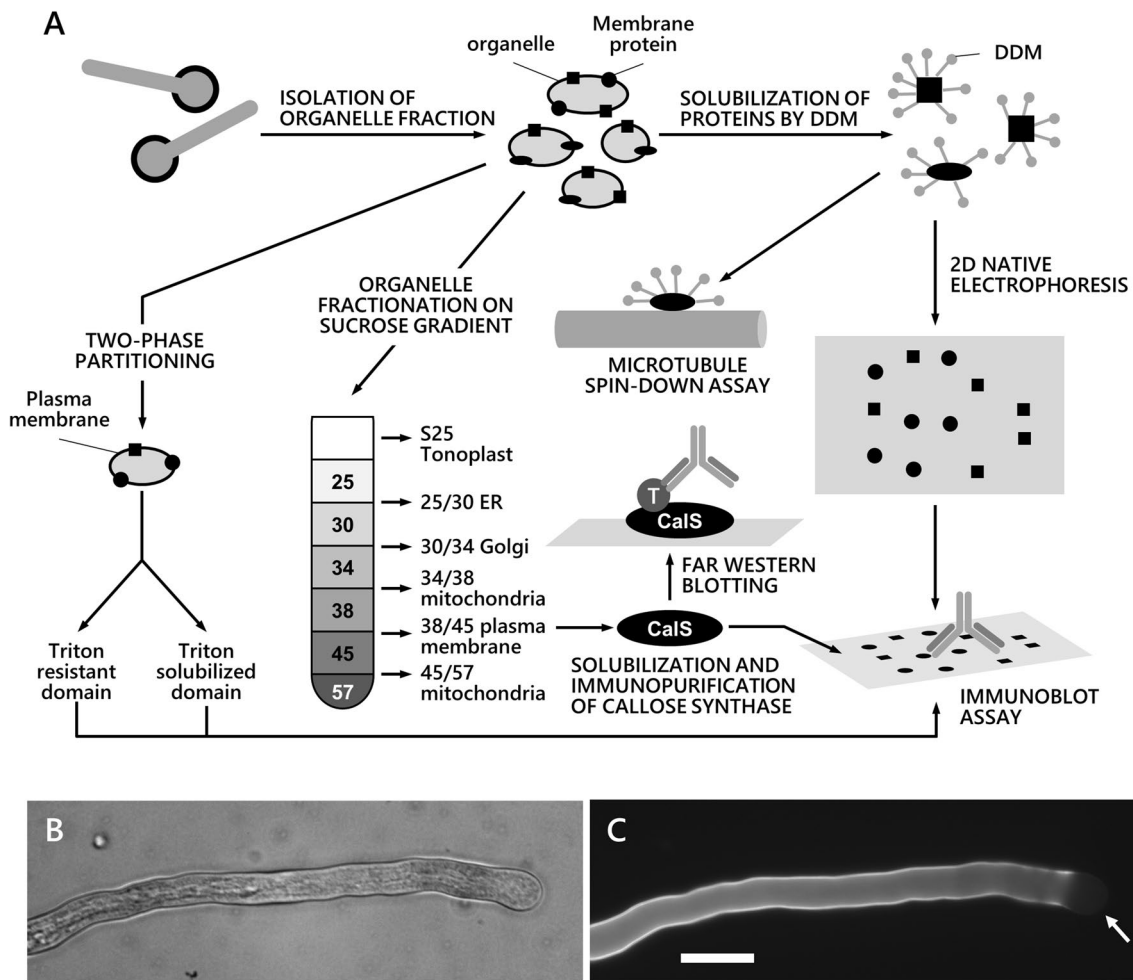 A
organelle
Membrane
protein
DDM
ISOLATION OF
ORGANELLE FRACTION
SOLUBILIZATION OF
PROTEINS BY DDM
ORGANELLE
FRACTIONATION ON
SUCROSE GRADIENT
2D NATIVE
ELECTROPHORESIS
TWO-PHASE
PARTITIONING
MICROTUBULE
SPIN-DOWN ASSAY
Plasma
membrane
S25
Tonoplast
25
25/30 ER
30
30/34 Golgi
34
34/38
mitochondria
38
38/45 plasma
membrane
45
45/57
mitochondria
57
T
CalS
FAR WESTERN
BLOTTING
CalS
SOLUBILIZATION AND
IMMUNOPURIFICATION
OF CALLOSE SYNTHASE
IMMUNOBLOT
ASSAY
Triton
resistant
domain
Triton
solubilized
domain
B
C